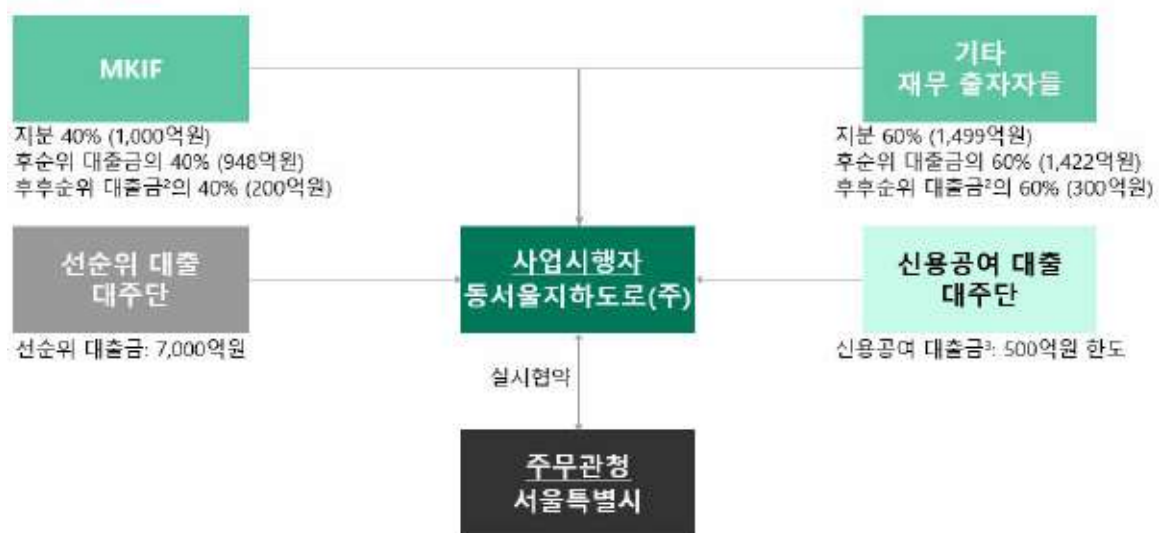 MKIF
지분 40% (1,000억원)
후순위 대출금의 40% (948억원)
후후순위 대출금²의 40% (200억원)
기타
재무 출자자들
지분 60% (1,499억원)
후순위 대출금의 60% (1,422억원)
후후순위 대출금²의 60% (300억원)
선순위 대출
대주단
선순위 대출금: 7,000억원
사업시행자
동서울지하도로(주)
신용공여 대출
대주단
신용공여 대출금³: 500억원 한도
실시협약
주무관청
서울특별시